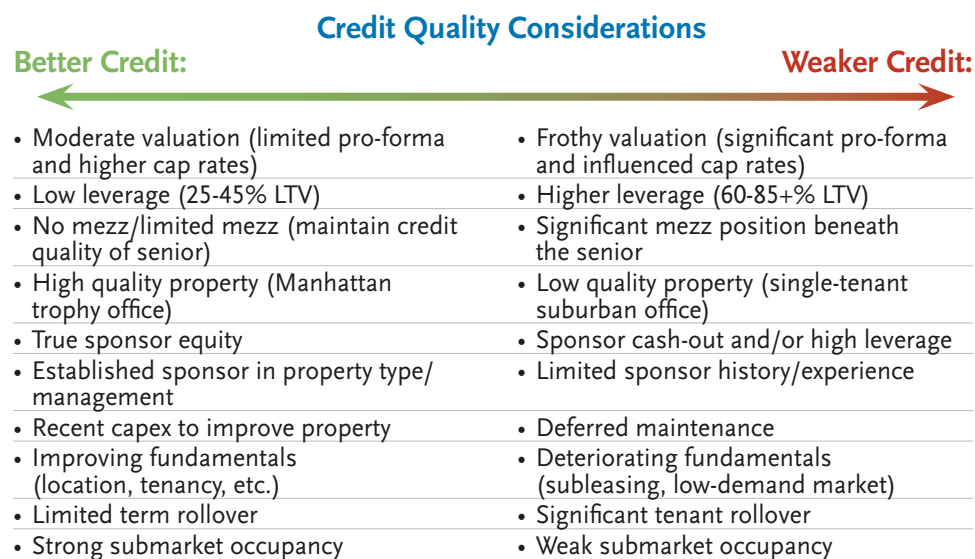 Credit Quality Considerations
Better Credit:
Weaker Credit:
• Moderate valuation (limited pro-forma
and higher cap rates)
• Frothy valuation (significant pro-forma
and influenced cap rates)
• Low leverage (25-45% LTV)
• Higher leverage (60-85+% LTV)
• No mezz/limited mezz (maintain credit
quality of senior)
• Significant mezz position beneath
the senior
• High quality property (Manhattan
trophy office)
• Low quality property (single-tenant
suburban office)
• True sponsor equity
• Sponsor cash-out and/or high leverage
• Established sponsor in property type/
management
• Limited sponsor history/experience
• Recent capex to improve property
• Deferred maintenance
• Improving fundamentals
(location, tenancy, etc.)
• Deteriorating fundamentals
(subleasing, low-demand market)
• Limited term rollover
• Significant tenant rollover
• Strong submarket occupancy
• Weak submarket occupancy